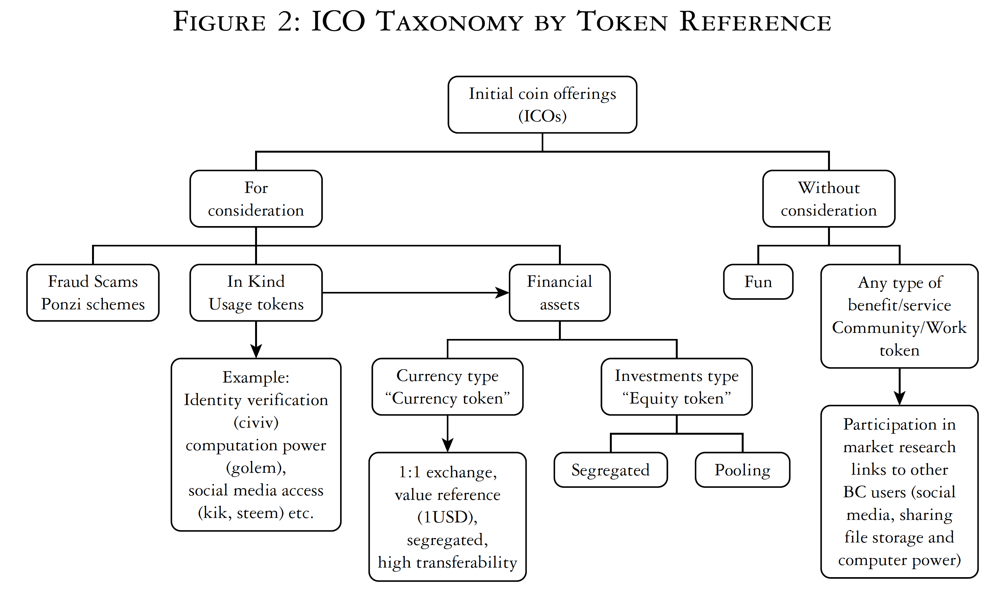 FIGURE 2: ICO TAXONOMY BY TOKEN REFERENCE
Initial coin offerings
(ICOs)
For
consideration
Without
consideration
Fraud Scams
Ponzi schemes
In Kind
Usage tokens
Financial
assets
Fun
Any type of
benefit/service
Community/Work
token
Example:
Identity verification
(civiv)
computation power
(golem),
social media access
(kik, steem) etc.
Currency type
“Currency token”
Investments type
“Equity token”
1:1 exchange,
value reference
(1USD),
segregated,
high transferability
Segregated
Pooling
Participation in
market research
links to other
BC users (social
media, sharing
file storage and
computer power)